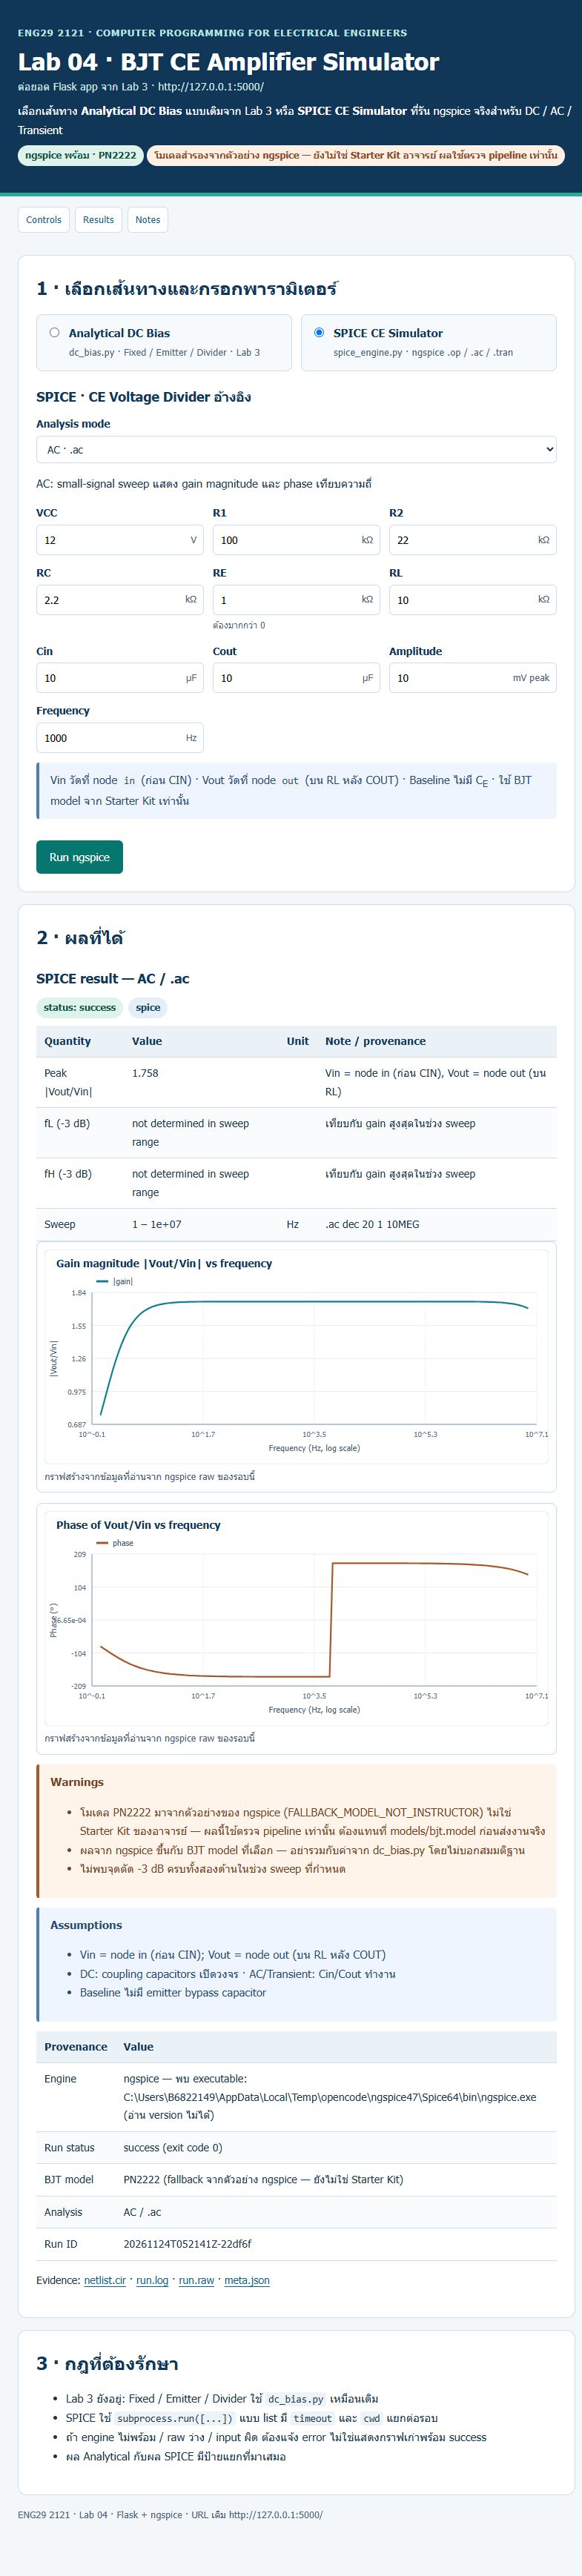 ENG29 2121 · COMPUTER PROGRAMMING FOR ELECTRICAL ENGINEERS
Lab 04 · BJT CE Amplifier Simulator
ต่อยอด Flask app จาก Lab 3 · http://127.0.0.1:5000/
เลือกเส้นทาง Analytical DC Bias แบบเดิมจาก Lab 3 หรือ SPICE CE Simulator ที่รัน ngspice จริงสำหรับ DC / AC /
Transient
ngspice พร้อม · PN2222
โมเดลสำรองจากตัวอย่าง ngspice — ยังไม่ใช่ Starter Kit อาจารย์ ผลใช้ตรวจ pipeline เท่านั้น
Controls
Results
Notes
1 · เลือกเส้นทางและกรอกพารามิเตอร์
Analytical DC Bias
dc_bias.py · Fixed / Emitter / Divider · Lab 3
SPICE CE Simulator
spice_engine.py · ngspice .op / .ac / .tran
SPICE · CE Voltage Divider อ้างอิง
Analysis mode
AC · .ac
AC: small-signal sweep แสดง gain magnitude และ phase เทียบความถี่
VCC R1 R2
12 V 100 kΩ 22 kΩ
RC RE RL
2.2 kΩ 1 kΩ 10 kΩ
ต้องมากกว่า 0
Cin Cout Amplitude
10 µF 10 µF 10 mV peak
Frequency
1000 Hz
Vin วัดที่ node in (ก่อน CIN) · Vout วัดที่ node out (บน RL หลัง COUT) · Baseline ไม่มี CE · ใช้ BJT
model จาก Starter Kit เท่านั้น
Run ngspice
2 · ผลที่ได้
SPICE result — AC / .ac
status: success spice
Quantity Value Unit Note / provenance
Peak 1.758 Vin = node in (ก่อน CIN), Vout = node out (บน
|Vout/Vin| RL)
fL (-3 dB) not determined in sweep เทียบกับ gain สูงสุดในช่วง sweep
range
fH (-3 dB) not determined in sweep เทียบกับ gain สูงสุดในช่วง sweep
range
Sweep 1 – 1e+07 Hz .ac dec 20 1 10MEG
Gain magnitude |Vout/Vin| vs frequency
|gain|
1.84
1.55
1.26
0.975
0.687
|Vout/Vin|
10^-0.1 10^1.7 10^3.5 10^5.3 10^7.1
Frequency (Hz, log scale)
กราฟสร้างจากข้อมูลที่อ่านจาก ngspice raw ของรอบนี้
Phase of Vout/Vin vs frequency
phase
209
104
6.65e-04
-104
-209
Phase (°)
10^-0.1 10^1.7 10^3.5 10^5.3 10^7.1
Frequency (Hz, log scale)
กราฟสร้างจากข้อมูลที่อ่านจาก ngspice raw ของรอบนี้
Warnings
• โมเดล PN2222 มาจากตัวอย่างของ ngspice (FALLBACK_MODEL_NOT_INSTRUCTOR) ไม่ใช่
Starter Kit ของอาจารย์ — ผลนี้ใช้ตรวจ pipeline เท่านั้น ต้องแทนที่ models/bjt.model ก่อนส่งงานจริง
• ผลจาก ngspice ขึ้นกับ BJT model ที่เลือก — อย่ารวมกับค่าจาก dc_bias.py โดยไม่บอกสมมติฐาน
• ไม่พบจุดตัด -3 dB ครบทั้งสองด้านในช่วง sweep ที่กำหนด
Assumptions
• Vin = node in (ก่อน CIN); Vout = node out (บน RL หลัง COUT)
• DC: coupling capacitors เปิดวงจร · AC/Transient: Cin/Cout ทำงาน
• Baseline ไม่มี emitter bypass capacitor
Provenance Value
Engine ngspice — พบ executable:
C:\Users\B6822149\AppData\Local\Temp\opencode\ngspice47\Spice64\bin\ngspice.exe
(อ่าน version ไม่ได้)
Run status success (exit code 0)
BJT model PN2222 (fallback จากตัวอย่าง ngspice — ยังไม่ใช่ Starter Kit)
Analysis AC / .ac
Run ID 20261124T052141Z-22df6f
Evidence: netlist.cir · run.log · run.raw · meta.json
3 · กฎที่ต้องรักษา
• Lab 3 ยังอยู่: Fixed / Emitter / Divider ใช้ dc_bias.py เหมือนเดิม
• SPICE ใช้ subprocess.run([...]) แบบ list มี timeout และ cwd แยกต่อรอบ
• ถ้า engine ไม่พร้อม / raw ว่าง / input ผิด ต้องแจ้ง error ไม่ใช่แสดงกราฟเก่าพร้อม success
• ผล Analytical กับผล SPICE มีป้ายแยกที่มาเสมอ
ENG29 2121 · Lab 04 · Flask + ngspice · URL เดิม http://127.0.0.1:5000/